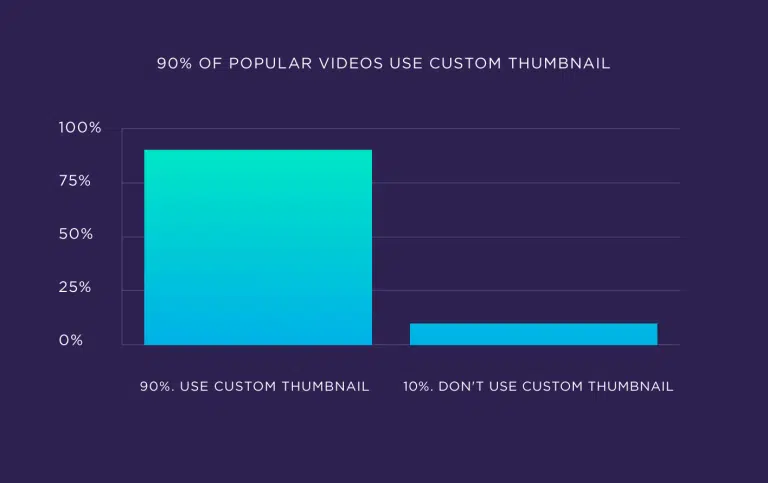 90% OF POPULAR VIDEOS USE CUSTOM THUMBNAIL
100%
75%
50%
25%
0%
90%. USE CUSTOM THUMBNAIL
10%. DON'T USE CUSTOM THUMBNAIL